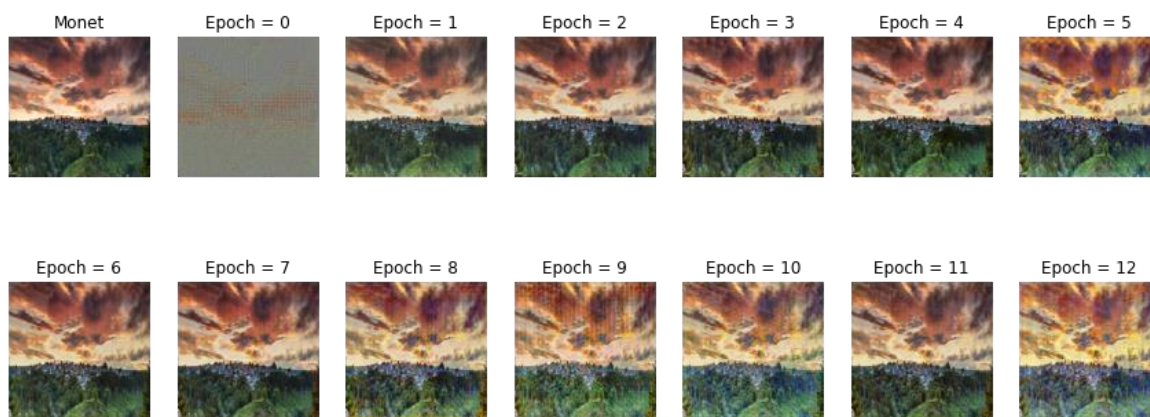 Monet Epoch = 0 Epoch = 1 Epoch = 2 Epoch = 3 Epoch = 4 Epoch = 5
Epoch = 6 Epoch = 7 Epoch = 8 Epoch = 9 Epoch = 10 Epoch = 11 Epoch = 12